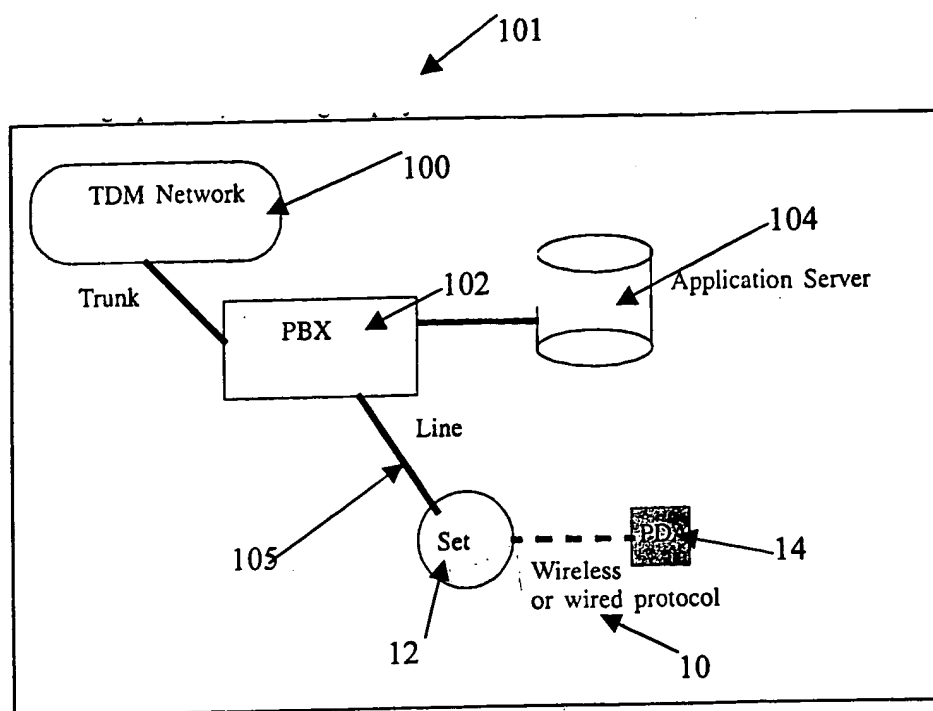 101
100
TDM Network
104
Trunk
102
Application Server
PBX
Line
105
Set
PDA
14
Wireless
or wired protocol
12
10